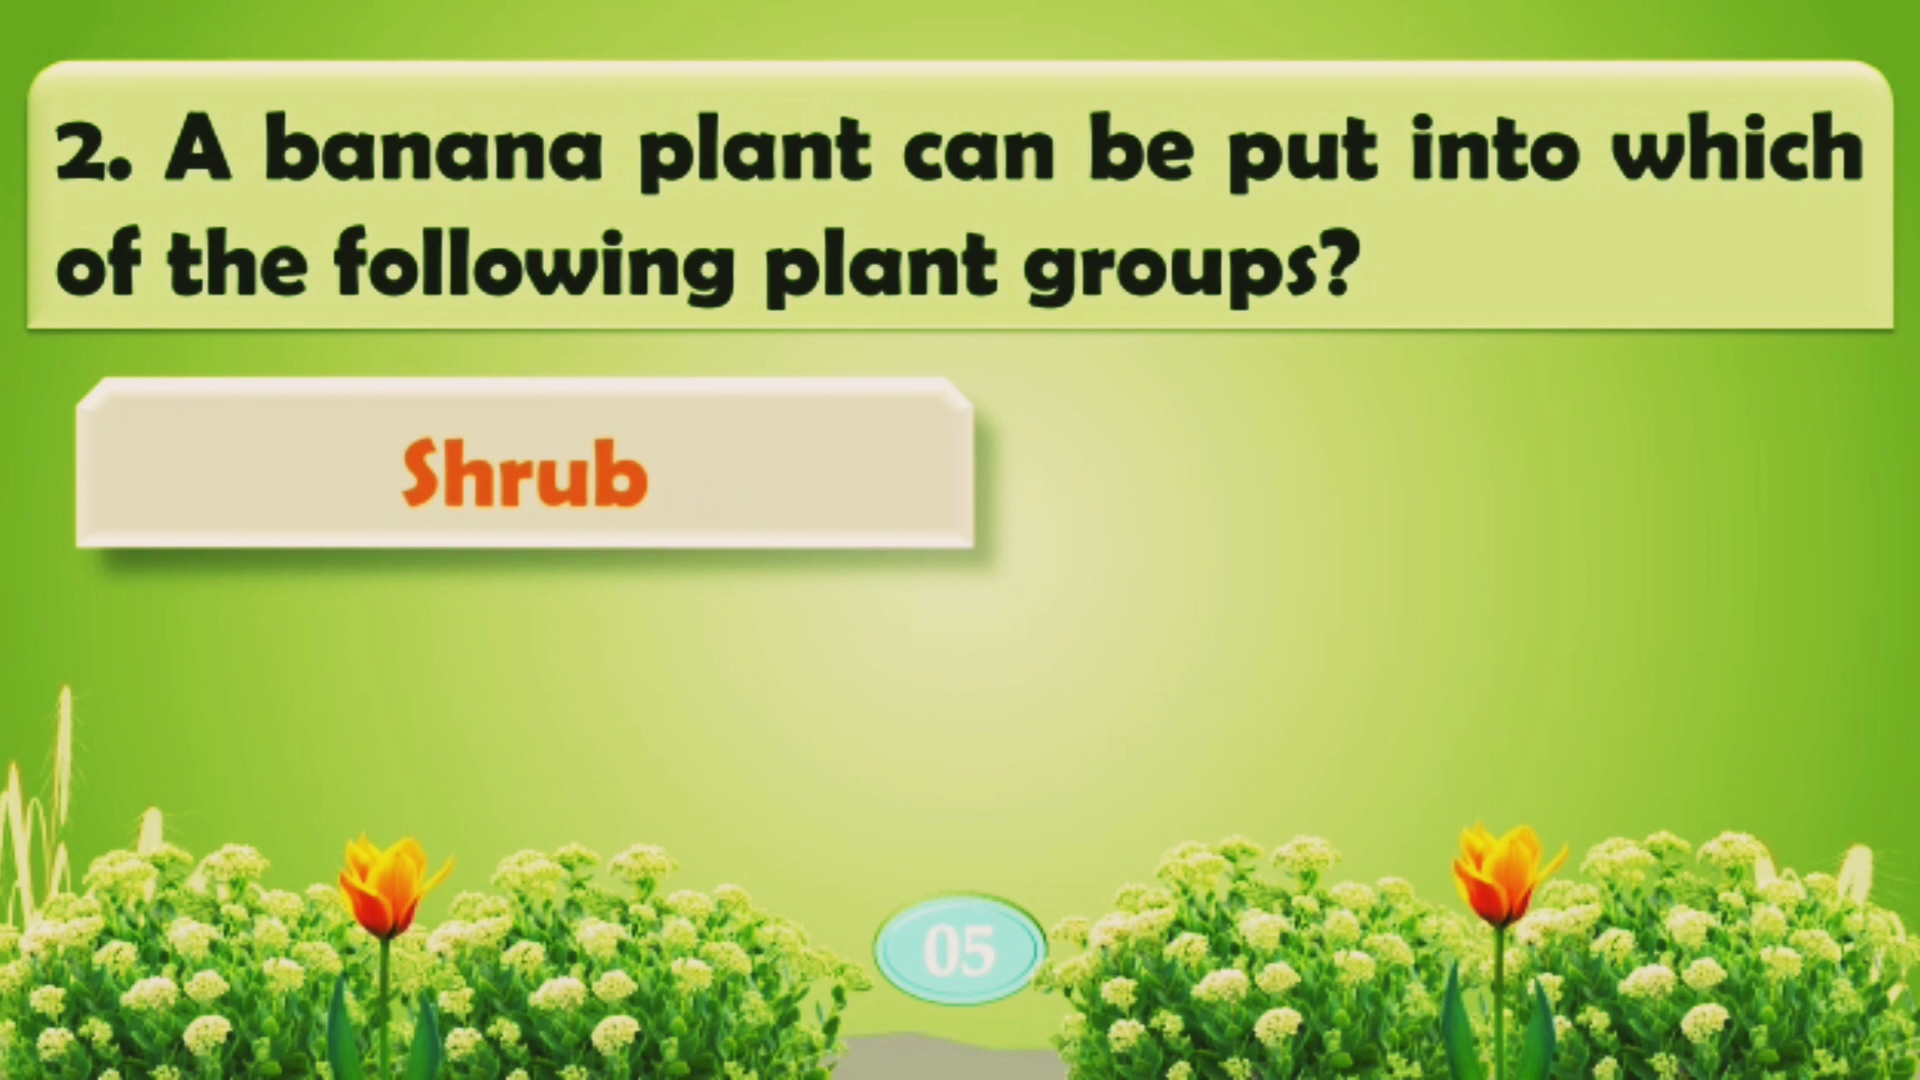 2. A banana plant can be put into which
of the following plant groups?
Shrub
05